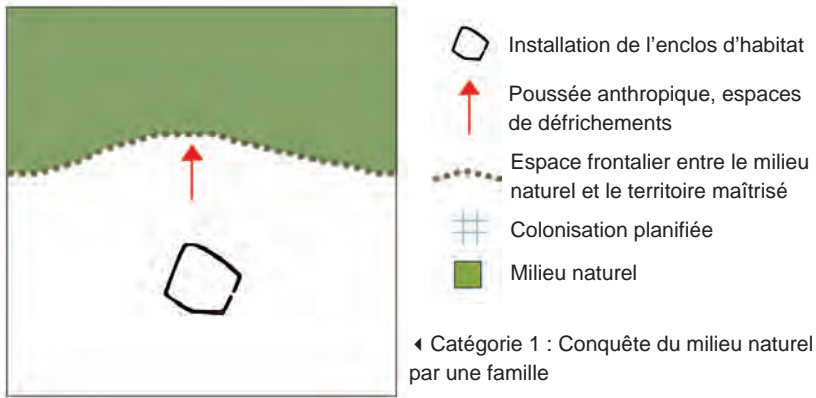 Installation de l’enclos d’habitat
Poussée anthropique, espaces
de défrichements
Espace frontalier entre le milieu
naturel et le territoire maîtrisé
Colonisation planifiée
Milieu naturel
Catégorie 1 : Conquête du milieu naturel
par une famille